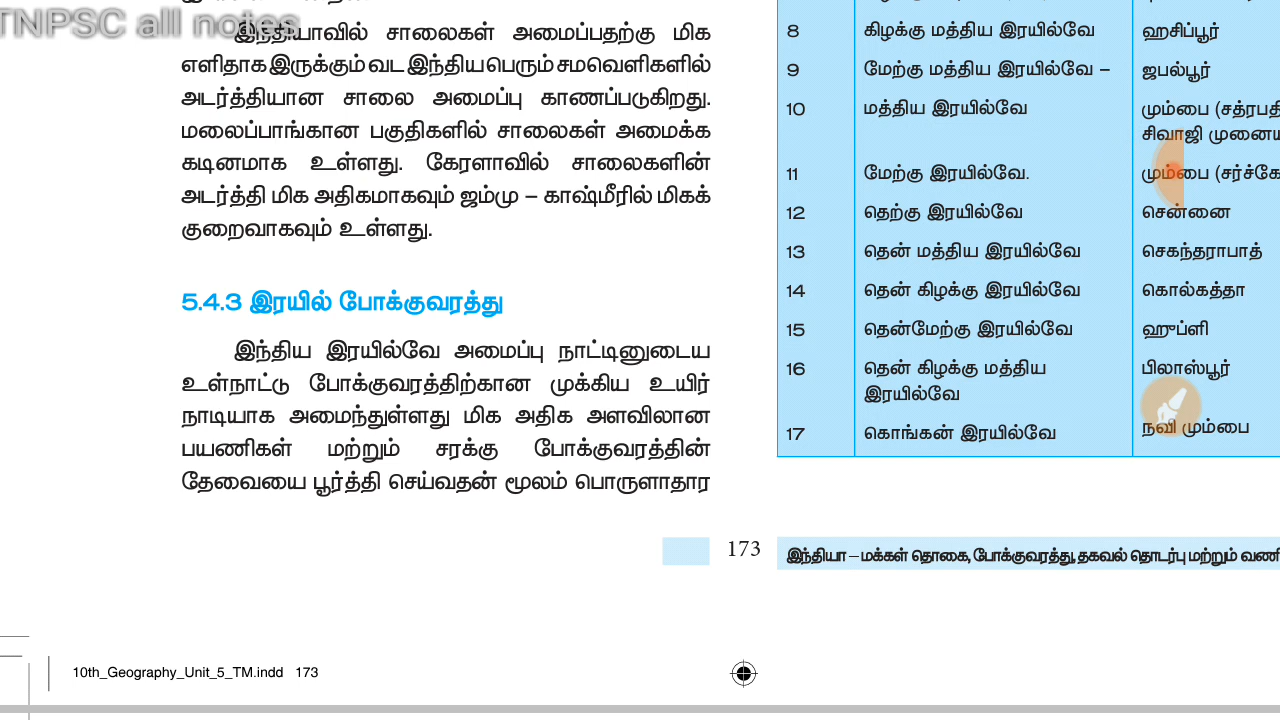 TNPSC all notes
இந்தியாவில் சாலைகள் அமைப்பதற்கு மிக
எளிதாக இருக்கும் வட இந்திய பெரும் சமவெளிகளில்
அடர்த்தியான சாலை அமைப்பு காணப்படுகிறது.
மலைப்பாங்கான பகுதிகளில் சாலைகள் அமைக்க
கடினமாக உள்ளது. கேரளாவில் சாலைகளின்
அடர்த்தி மிக அதிகமாகவும் ஜம்மு – காஷ்மீரில் மிகக்
குறைவாகவும் உள்ளது.
5.4.3 இரயில் போக்குவரத்து
இந்திய இரயில்வே அமைப்பு நாட்டினுடைய
உள்நாட்டு போக்குவரத்திற்கான முக்கிய உயிர்
நாடியாக அமைந்துள்ளது மிக அதிக அளவிலான
பயணிகள் மற்றும் சரக்கு போக்குவரத்தின்
தேவையை பூர்த்தி செய்வதன் மூலம் பொருளாதார
8 கிழக்கு மத்திய இரயில்வே ஹசிப்பூர்
9 மேற்கு மத்திய இரயில்வே – ஜபல்பூர்
10 மத்திய இரயில்வே மும்பை (சத்ரபதி
சிவாஜி முனைய
11 மேற்கு இரயில்வே. மும்பை (சர்ச்கே
12 தெற்கு இரயில்வே சென்னை
13 தென் மத்திய இரயில்வே செகந்தராபாத்
14 தென் கிழக்கு இரயில்வே கொல்கத்தா
15 தென்மேற்கு இரயில்வே ஹுப்ளி
16 தென் கிழக்கு மத்திய பிலாஸ்பூர்
இரயில்வே
17 கொங்கன் இரயில்வே நவி மும்பை
173 இந்தியா – மக்கள் தொகை, போக்குவரத்து, தகவல் தொடர்பு மற்றும் வணி
10th_Geography_Unit_5_TM.indd 173